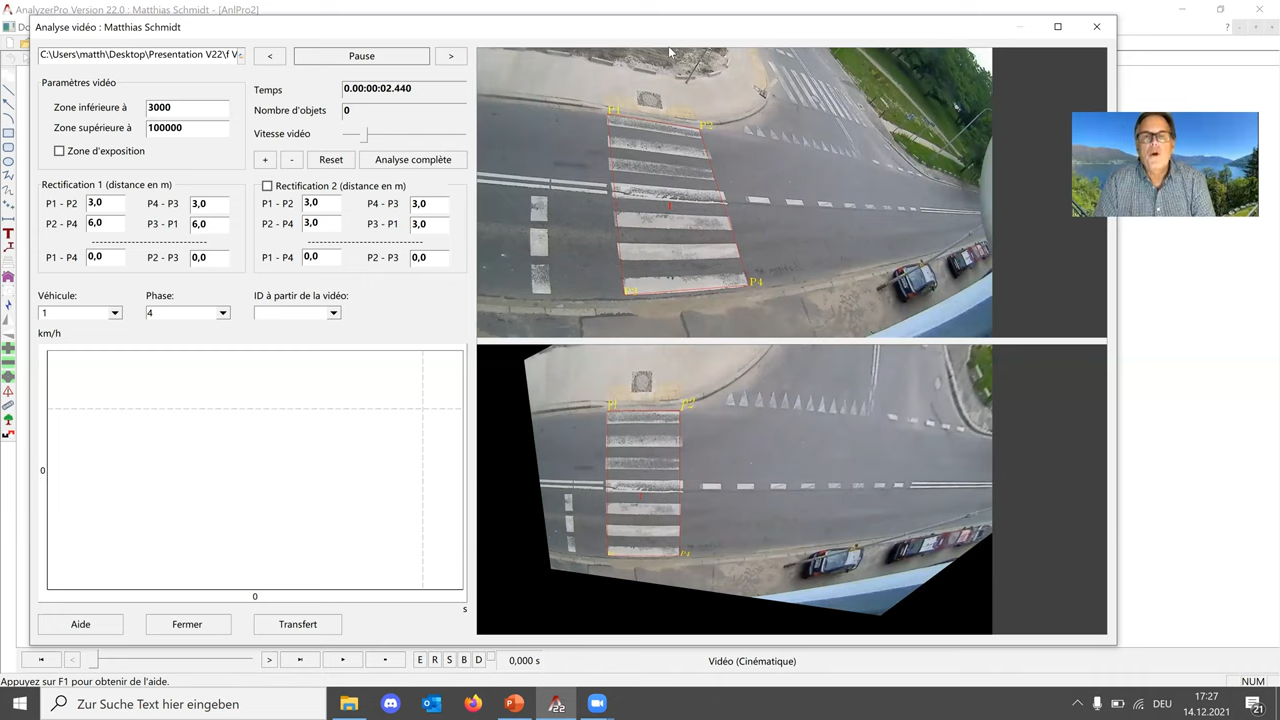 AnalyzerPro Version 22.0 : Matthias Schmidt - [AnlPro2]
Analyse vidéo : Matthias Schmidt
C:\Users\matth\Desktop\Presentation V22\f V
<
Pause
>
Paramètres vidéo
Zone inférieure à 3000
Zone supérieure à 100000
Zone d'exposition
Temps 0.00:00:02.440
Nombre d'objets 0
Vitesse vidéo
+ - Reset Analyse complète
Rectification 1 (distance en m)
P1 - P2 3,0 P4 - P3 3,0
P2 - P4 6,0 P3 - P1 6,0
P1 - P4 0,0 P2 - P3 0,0
Rectification 2 (distance en m)
P1 - P2 3,0 P4 - P3 3,0
P2 - P4 3,0 P3 - P1 3,0
P1 - P4 0,0 P2 - P3 0,0
Véhicule: Phase: ID à partir de la vidéo:
1 4
km/h
0
0
s
Aide Fermer Transfert
P1
P2
P3
P4
P1
P2
P4
E R S B D 0,000 s Vidéo (Cinématique)
Appuyez sur F1 pour obtenir de l'aide. NUM
Zur Suche Text hier eingeben
22
DEU
17:27
14.12.2021
21